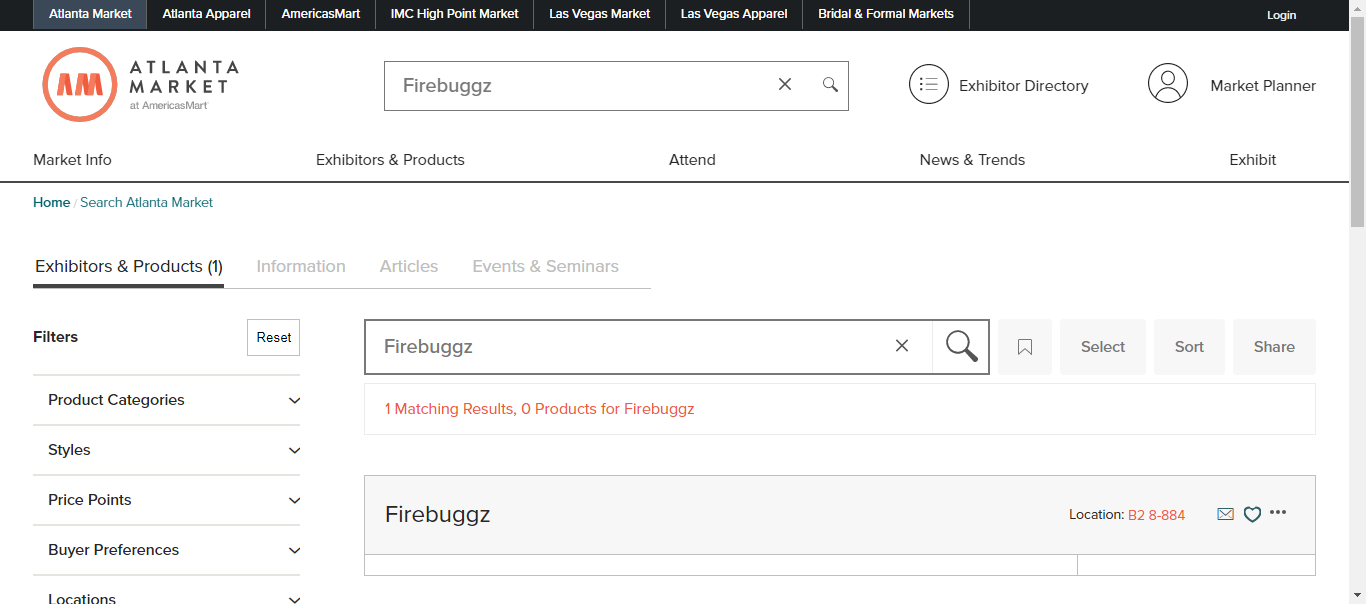 Atlanta Market Atlanta Apparel AmericasMart IMC High Point Market Las Vegas Market Las Vegas Apparel Bridal & Formal Markets Login
AM ATLANTA
MARKET
at AmericasMart
Firebuggz
Exhibitor Directory
Market Planner
Market Info Exhibitors & Products Attend News & Trends Exhibit
Home / Search Atlanta Market
Exhibitors & Products (1) Information Articles Events & Seminars
Filters Reset
Firebuggz
Select Sort Share
1 Matching Results, 0 Products for Firebuggz
Product Categories
Styles
Price Points
Buyer Preferences
Locations
Firebuggz
Location: B2 8-884